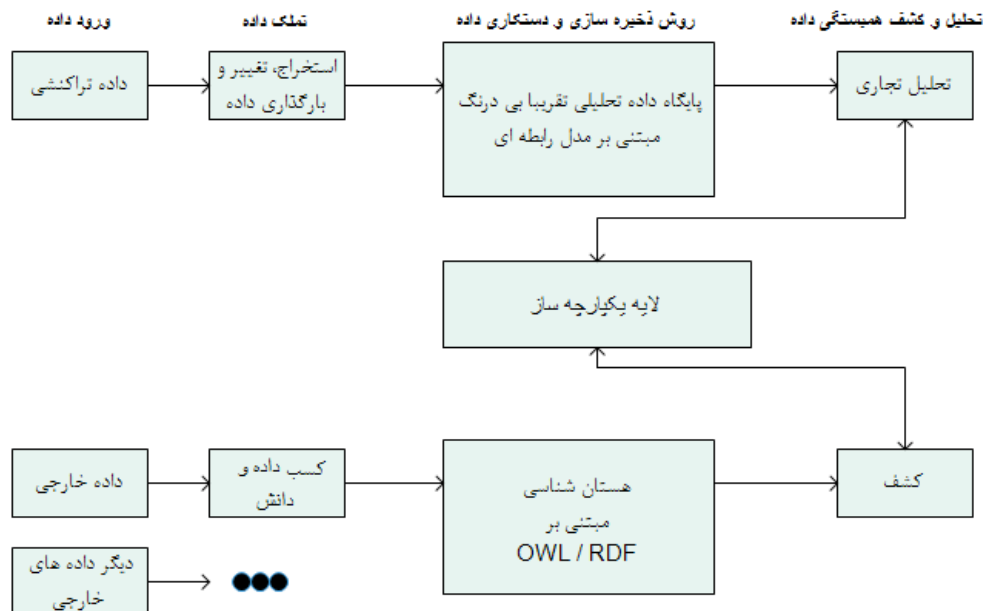 تحلیل و کشف همبستگی داده
روش ذخیره سازی و دستکاری داده
تملک داده
ورود داده
داده تراکنشی
استخراج، تغییر و
بارگذاری داده
پایگاه داده تحلیلی تقریبا بی درنگ
مبتنی بر مدل رابطه ای
تحلیل تجاری
لایه یکپارچه ساز
داده خارجی
کسب داده و
دانش
هستان شناسی
مبتنی بر
OWL / RDF
کشف
دیگر داده های
خارجی